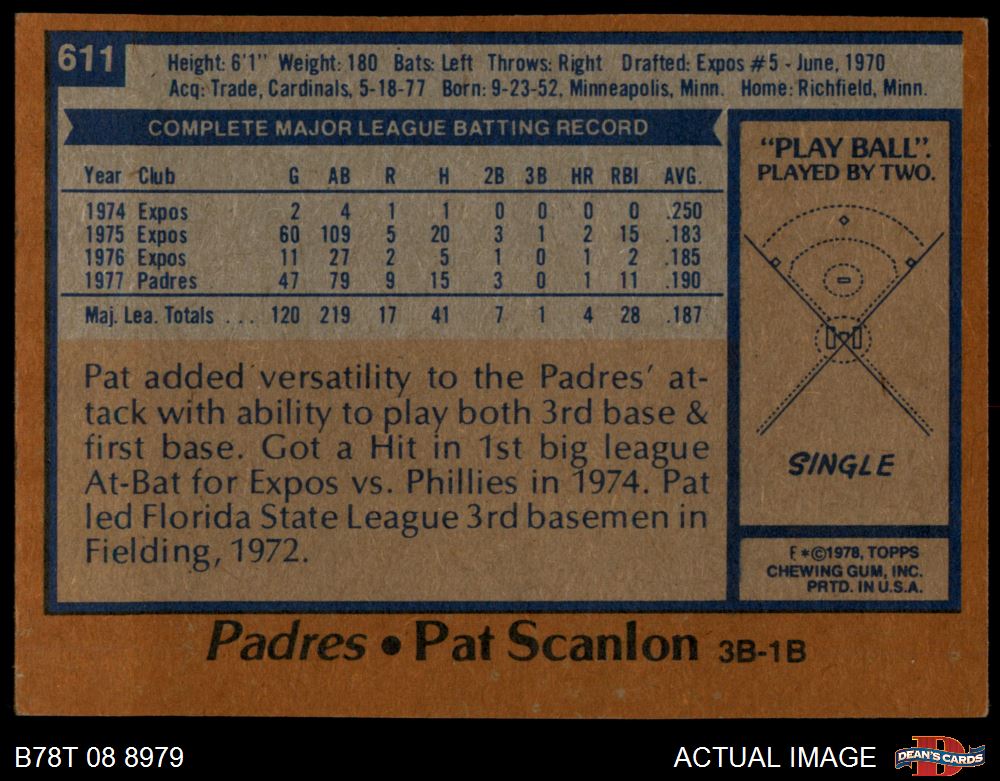 611
Height: 6'1" Weight: 180 Bats: Left Throws: Right Drafted: Expos #5 - June, 1970
Acq: Trade, Cardinals, 5-18-77 Born: 9-23-52, Minneapolis, Minn. Home: Richfield, Minn.
COMPLETE MAJOR LEAGUE BATTING RECORD
Year Club G AB R H 2B 3B HR RBI AVG.
1974 Expos 2 4 1 1 0 0 0 0 .250
1975 Expos 60 109 5 20 3 1 2 15 .183
1976 Expos 11 27 2 5 1 0 1 2 .185
1977 Padres 47 79 9 15 3 0 1 11 .190
Maj. Lea. Totals . . . 120 219 17 41 7 1 4 28 .187
Pat added versatility to the Padres' at-
tack with ability to play both 3rd base &
first base. Got a Hit in 1st big league
At-Bat for Expos vs. Phillies in 1974. Pat
led Florida State League 3rd basemen in
Fielding, 1972.
"PLAY BALL".
PLAYED BY TWO.
SINGLE
F *©1978, TOPPS
CHEWING GUM, INC.
PRTD. IN U.S.A.
Padres • Pat Scanlon 3B-1B
B78T 08 8979
ACTUAL IMAGE
D
DEAN'S CARDS